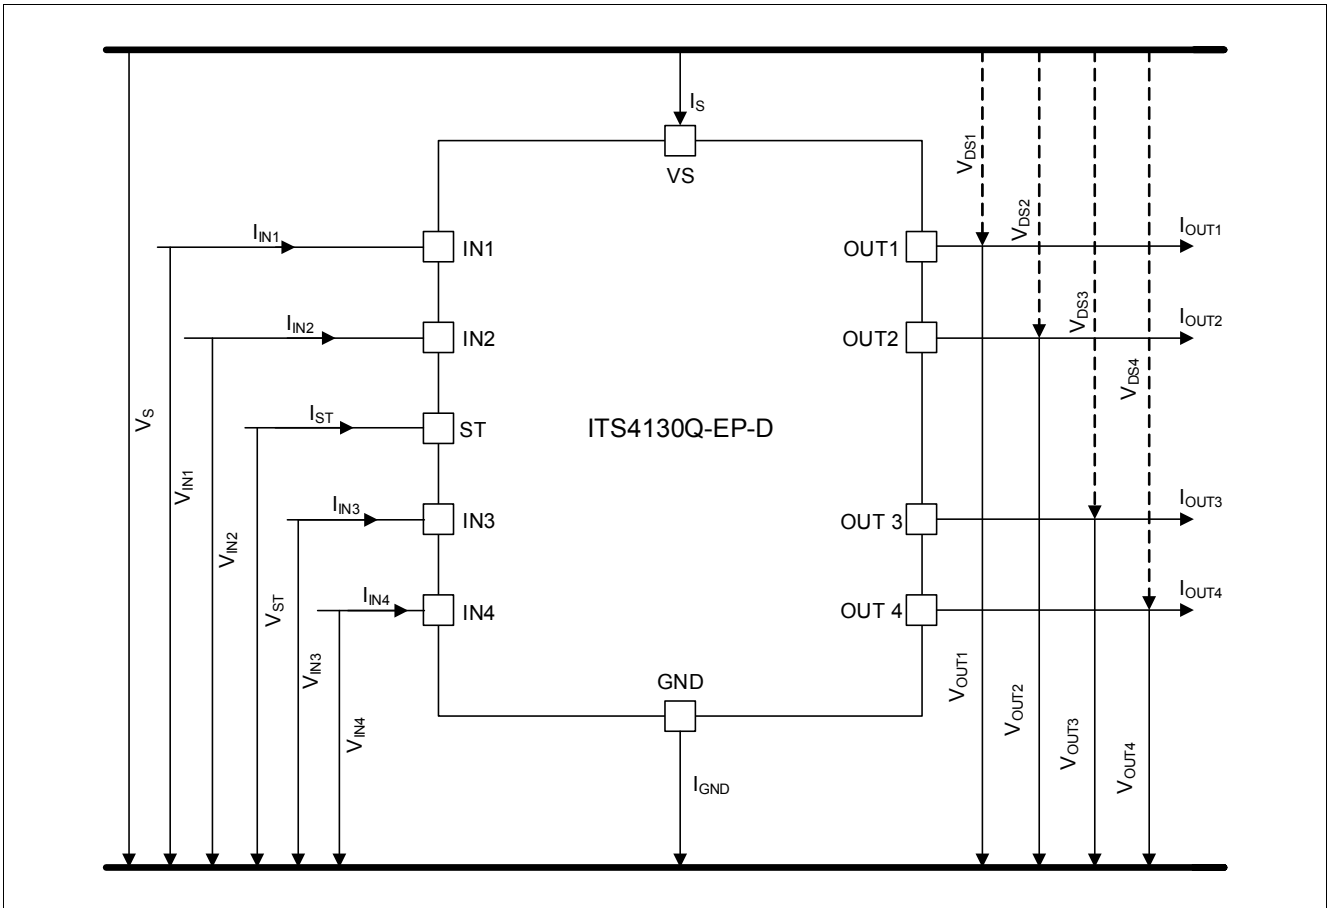 I_S
VS
V_DS1
I_IN1
IN1
OUT1
V_DS2
I_OUT1
I_IN2
IN2
OUT2
V_DS3
I_OUT2
V_DS4
V_S
I_ST
ST
ITS4130Q-EP-D
V_IN1
I_IN3
IN3
OUT 3
I_OUT3
V_IN2
I_IN4
IN4
OUT 4
I_OUT4
V_ST
V_IN3
GND
V_OUT1
V_IN4
V_OUT2
V_OUT3
V_OUT4
I_GND